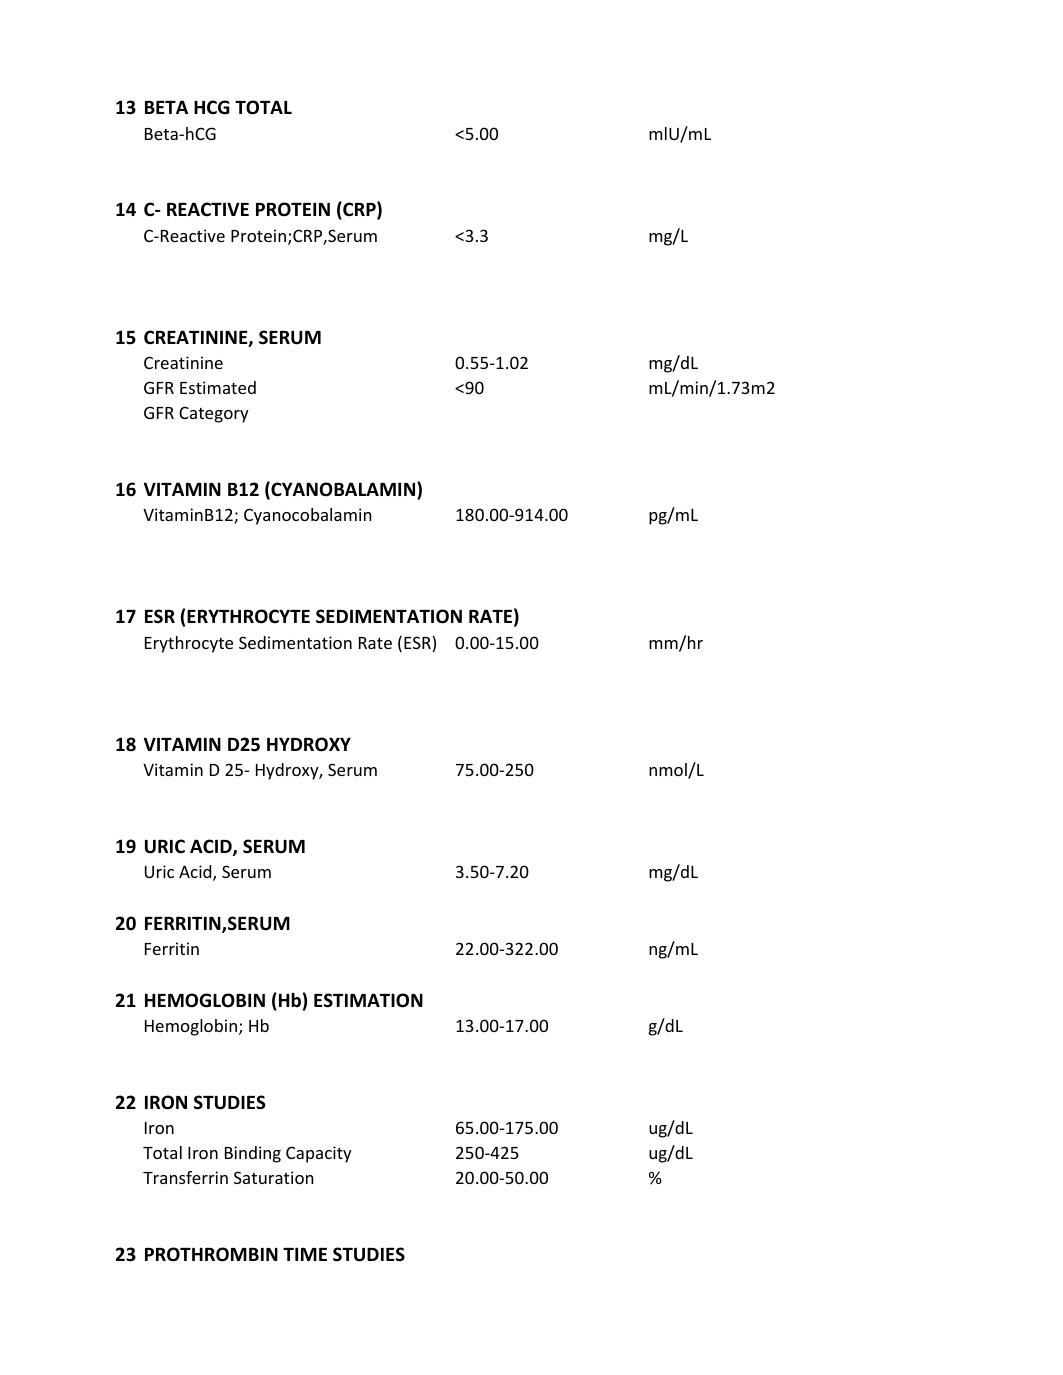 13 BETA HCG TOTAL
Beta-hCG <5.00 mlU/mL
14 C- REACTIVE PROTEIN (CRP)
C-Reactive Protein;CRP,Serum <3.3 mg/L
15 CREATININE, SERUM
Creatinine 0.55-1.02 mg/dL
GFR Estimated <90 mL/min/1.73m2
GFR Category
16 VITAMIN B12 (CYANOBALAMIN)
VitaminB12; Cyanocobalamin 180.00-914.00 pg/mL
17 ESR (ERYTHROCYTE SEDIMENTATION RATE)
Erythrocyte Sedimentation Rate (ESR) 0.00-15.00 mm/hr
18 VITAMIN D25 HYDROXY
Vitamin D 25- Hydroxy, Serum 75.00-250 nmol/L
19 URIC ACID, SERUM
Uric Acid, Serum 3.50-7.20 mg/dL
20 FERRITIN,SERUM
Ferritin 22.00-322.00 ng/mL
21 HEMOGLOBIN (Hb) ESTIMATION
Hemoglobin; Hb 13.00-17.00 g/dL
22 IRON STUDIES
Iron 65.00-175.00 ug/dL
Total Iron Binding Capacity 250-425 ug/dL
Transferrin Saturation 20.00-50.00 %
23 PROTHROMBIN TIME STUDIES